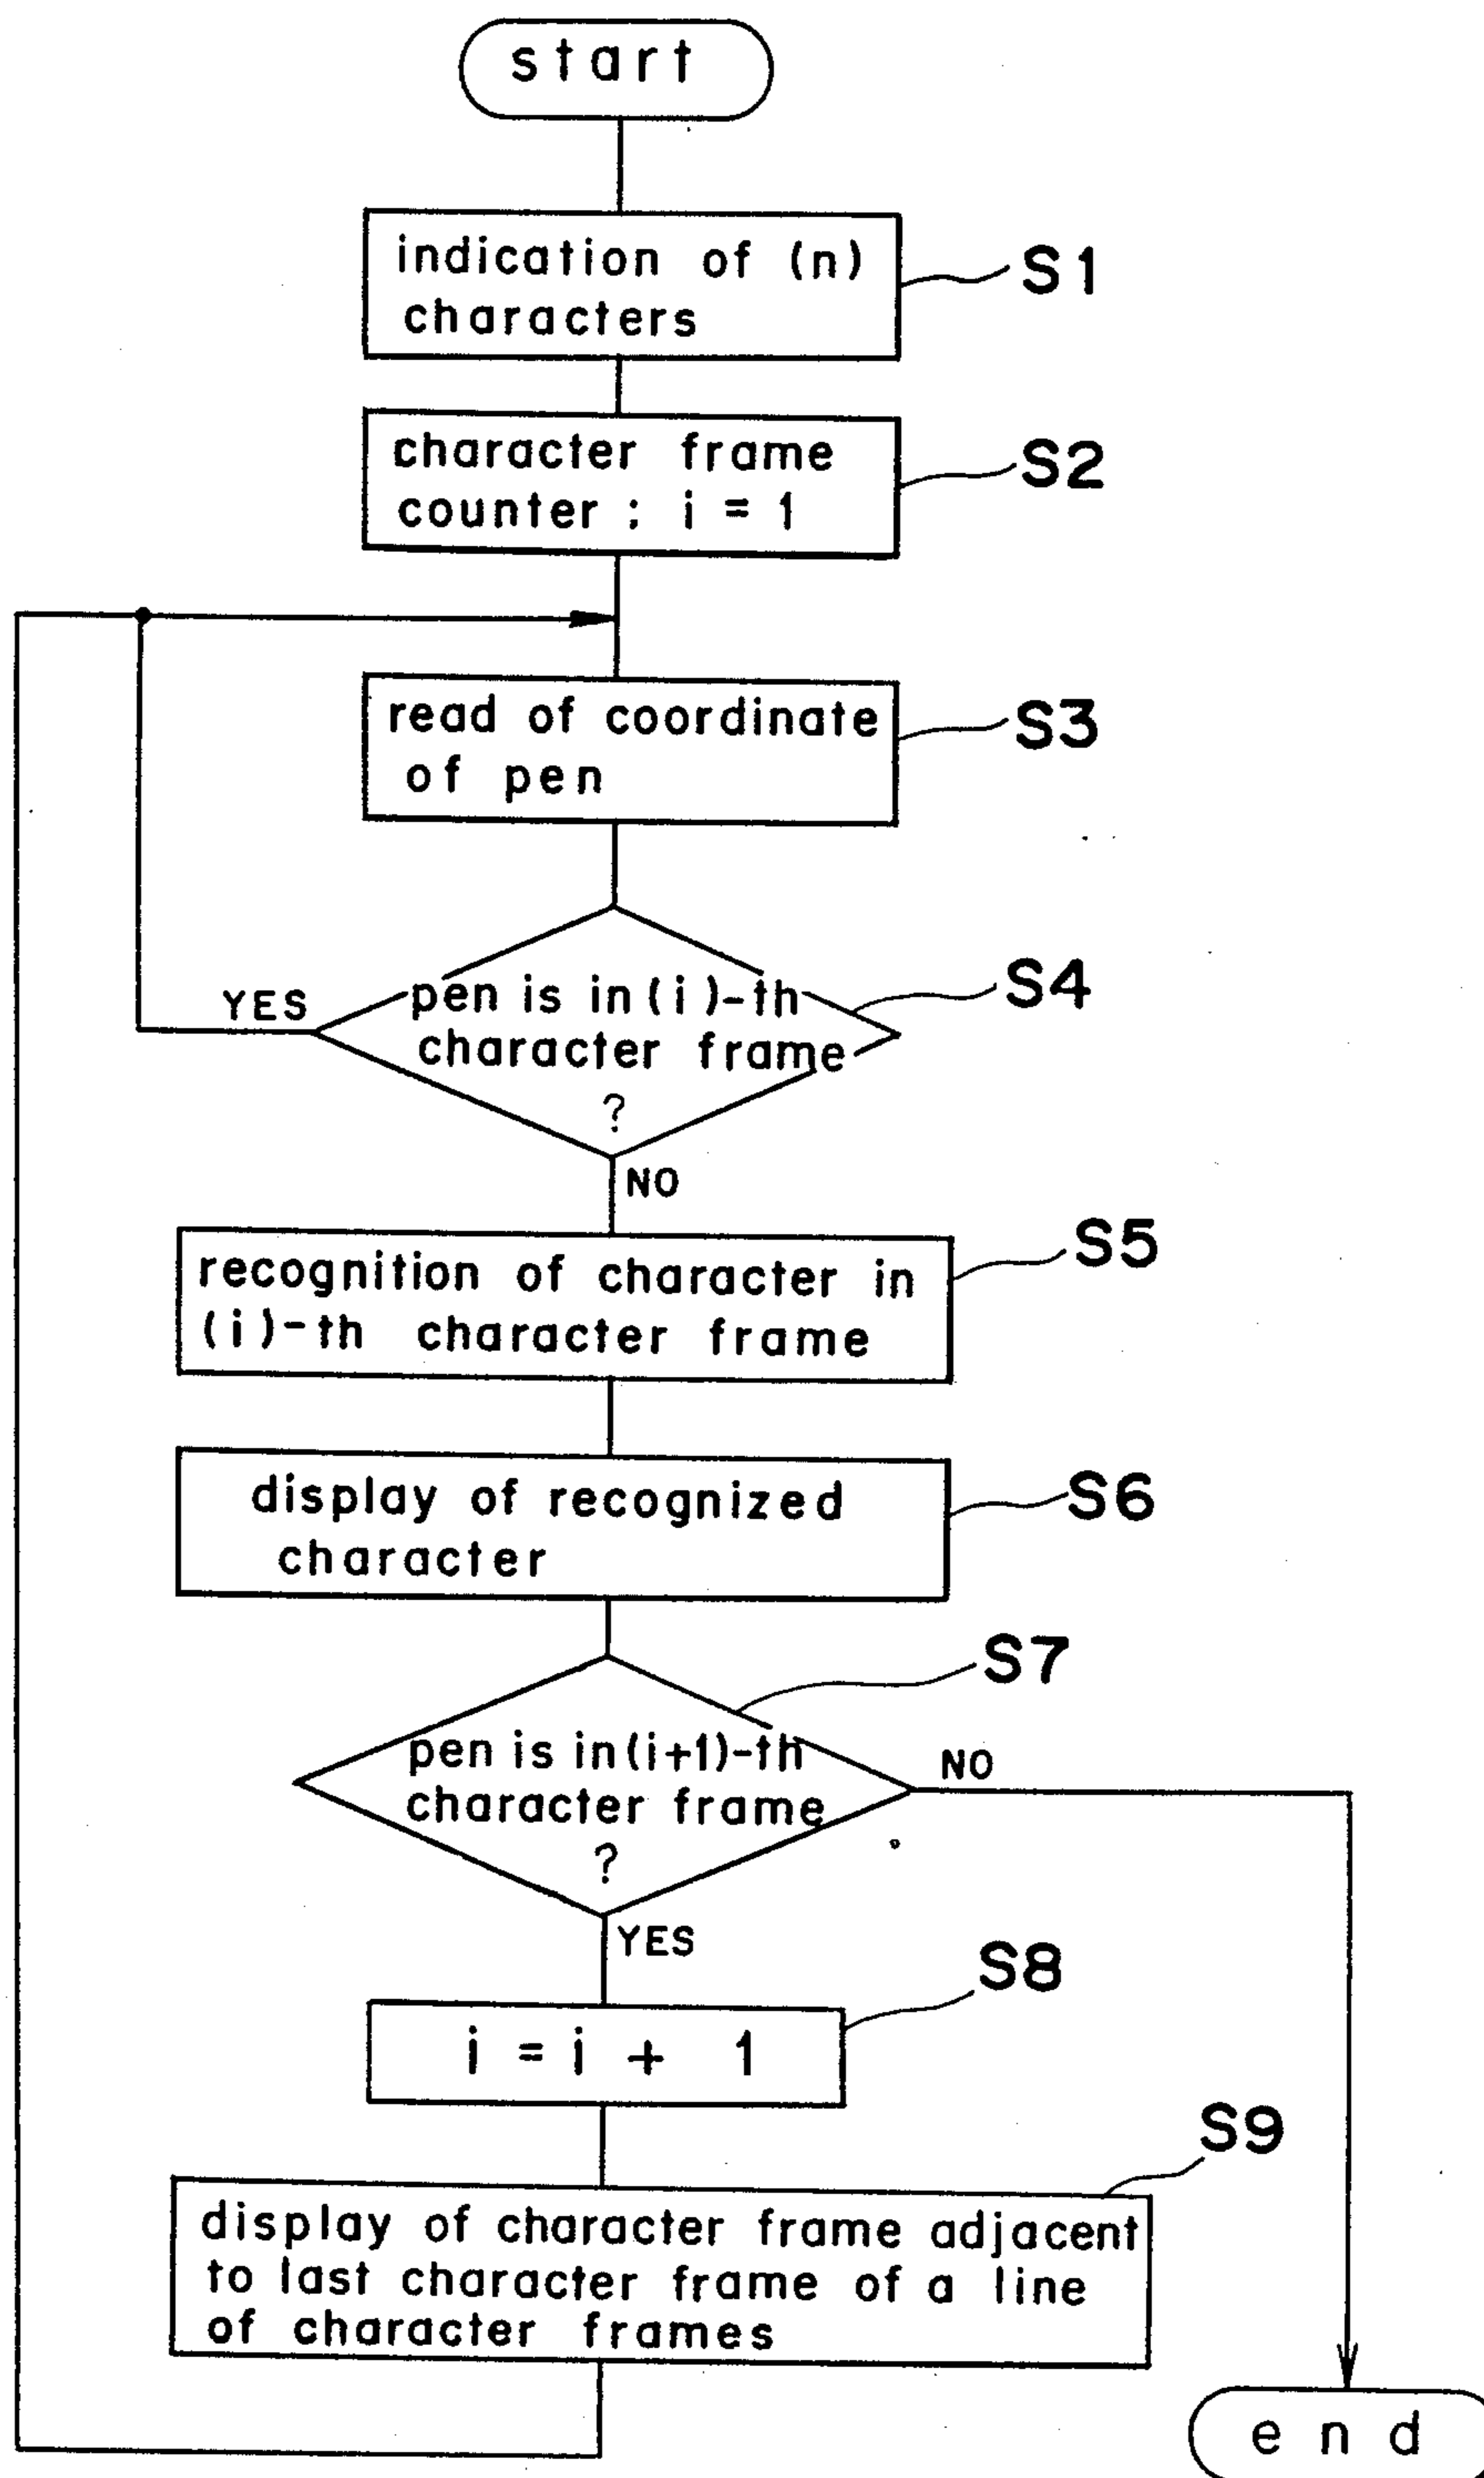 start
indication of (n)
characters
S1
character frame
counter : i = 1
S2
read of coordinate
of pen
S3
pen is in (i)-th
character frame
?
S4
YES
NO
recognition of character in
(i)-th character frame
S5
display of recognized
character
S6
pen is in (i+1)-th
character frame
?
S7
NO
YES
i = i + 1
S8
display of character frame adjacent
to last character frame of a line
of character frames
S9
end